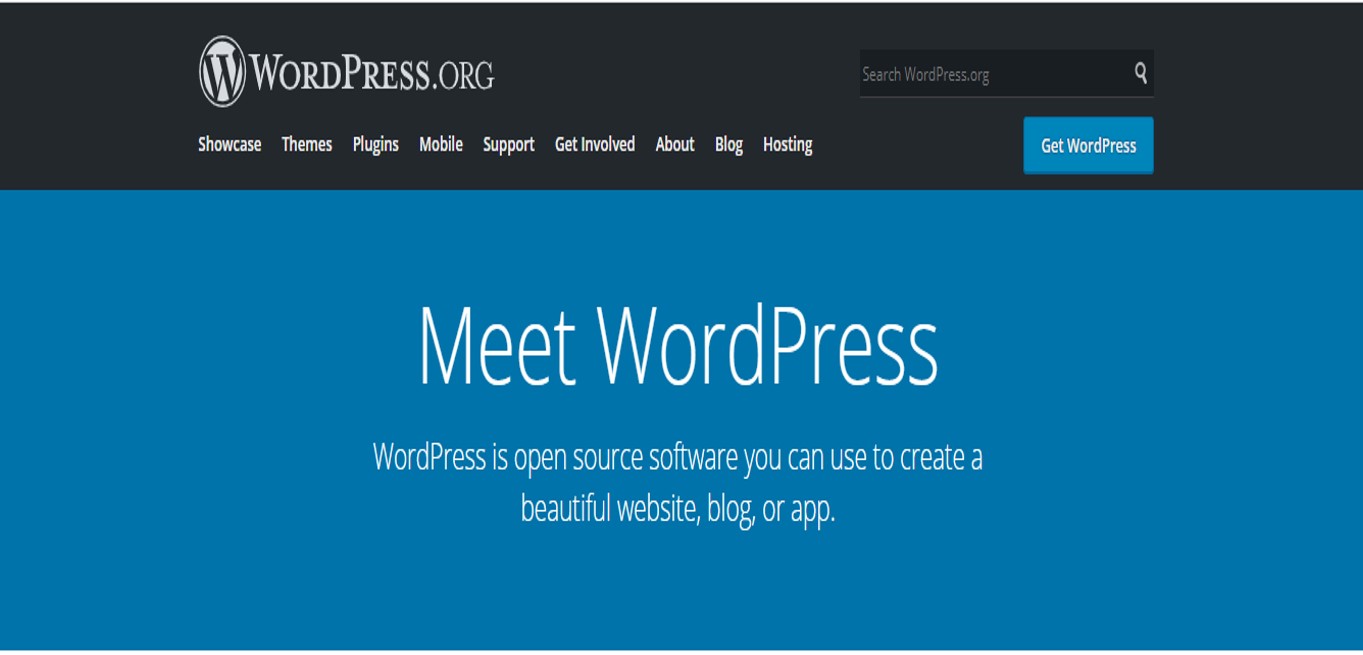 WORDPRESS.ORG
Search WordPress.org
Showcase Themes Plugins Mobile Support Get Involved About Blog Hosting
Get WordPress
Meet WordPress
WordPress is open source software you can use to create a
beautiful website, blog, or app.